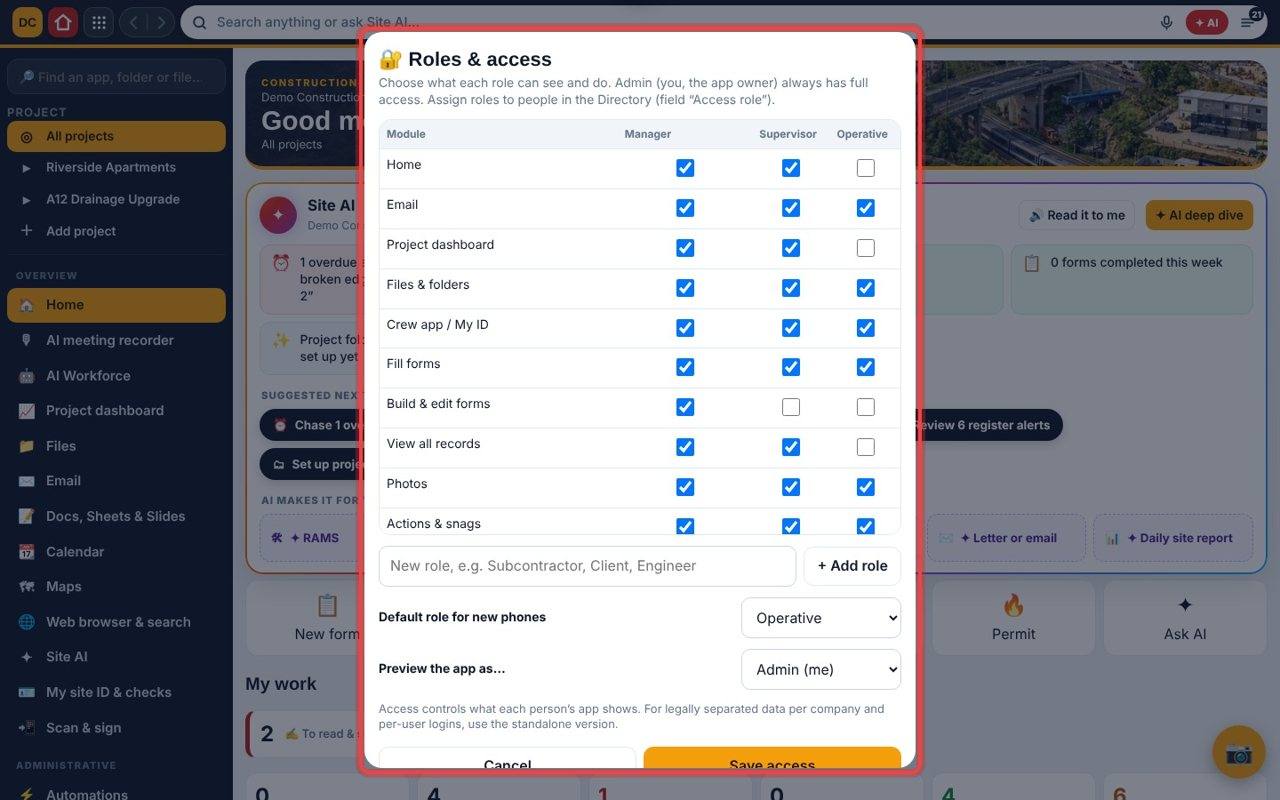 DC
Search anything or ask Site AI...
✦ AI
21
Find an app, folder or file...
PROJECT
All projects
Riverside Apartments
A12 Drainage Upgrade
Add project
OVERVIEW
Home
AI meeting recorder
AI Workforce
Project dashboard
Files
Email
Docs, Sheets & Slides
Calendar
Maps
Web browser & search
Site AI
My site ID & checks
Scan & sign
ADMINISTRATIVE
Automations
CONSTRUCTION
Demo Constructio
Good m
All projects
Site AI
Demo Con
Read it to me
✦ AI deep dive
1 overdue
broken ed
2”
0 forms completed this week
Project fol
set up yet
SUGGESTED NEXT
Chase 1 ove
eview 6 register alerts
Set up proje
AI MAKES IT FOR
✦ RAMS
✦ Letter or email
✦ Daily site report
New form
Permit
Ask AI
My work
2
To read &
0
4
1
0
4
6
Roles & access
Choose what each role can see and do. Admin (you, the app owner) always has full
access. Assign roles to people in the Directory (field “Access role”).
Module Manager Supervisor Operative
Home
Email
Project dashboard
Files & folders
Crew app / My ID
Fill forms
Build & edit forms
View all records
Photos
Actions & snags
New role, e.g. Subcontractor, Client, Engineer
+ Add role
Default role for new phones
Operative
Preview the app as…
Admin (me)
Access controls what each person’s app shows. For legally separated data per company and
per-user logins, use the standalone version.
Cancel
Save access